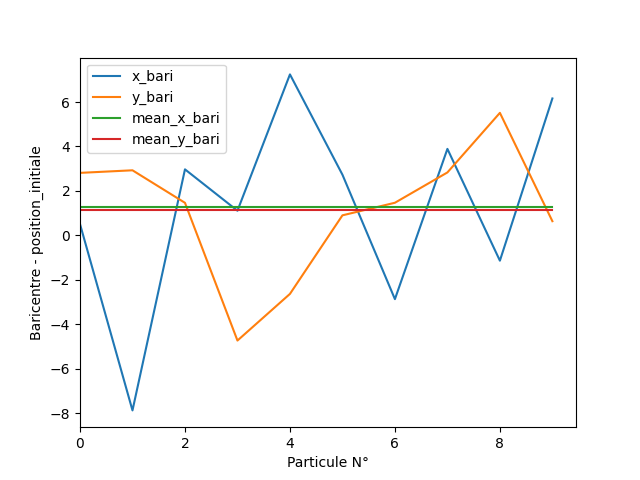 x_bari
y_bari
mean_x_bari
mean_y_bari
6
4
2
0
−2
−4
−6
−8
Baricentre - position_initiale
0 2 4 6 8
Particule N°